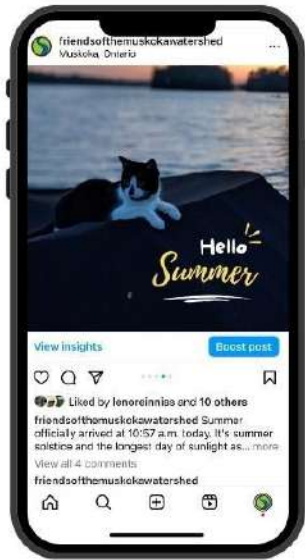 friendsofthemuskokawatershed
Muskoka, Ontario
Hello
Summer
View insights
Boost post
Liked by lenoreinniss and 10 others
friendsofthemuskokawatershed Summer
officially arrived at 10:57 a.m. today. It's summer
solstice and the longest day of sunlight as... more
View all 4 comments
friendsofthemuskokawatershed